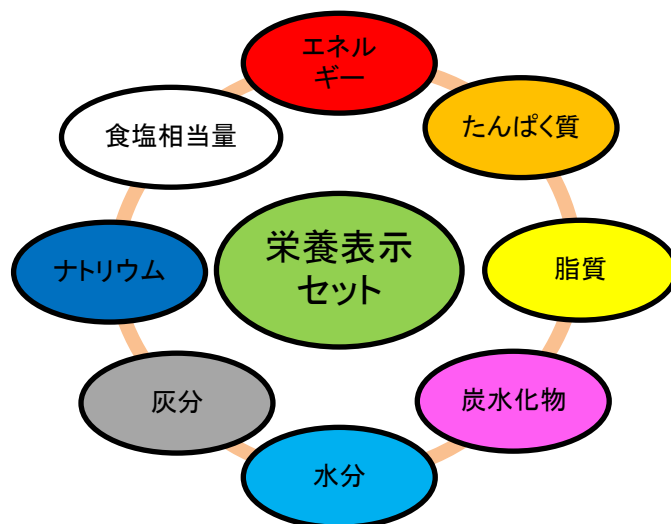 エネル
ギー
たんぱく質
脂質
炭水化物
水分
灰分
ナトリウム
食塩相当量
栄養表示
セット